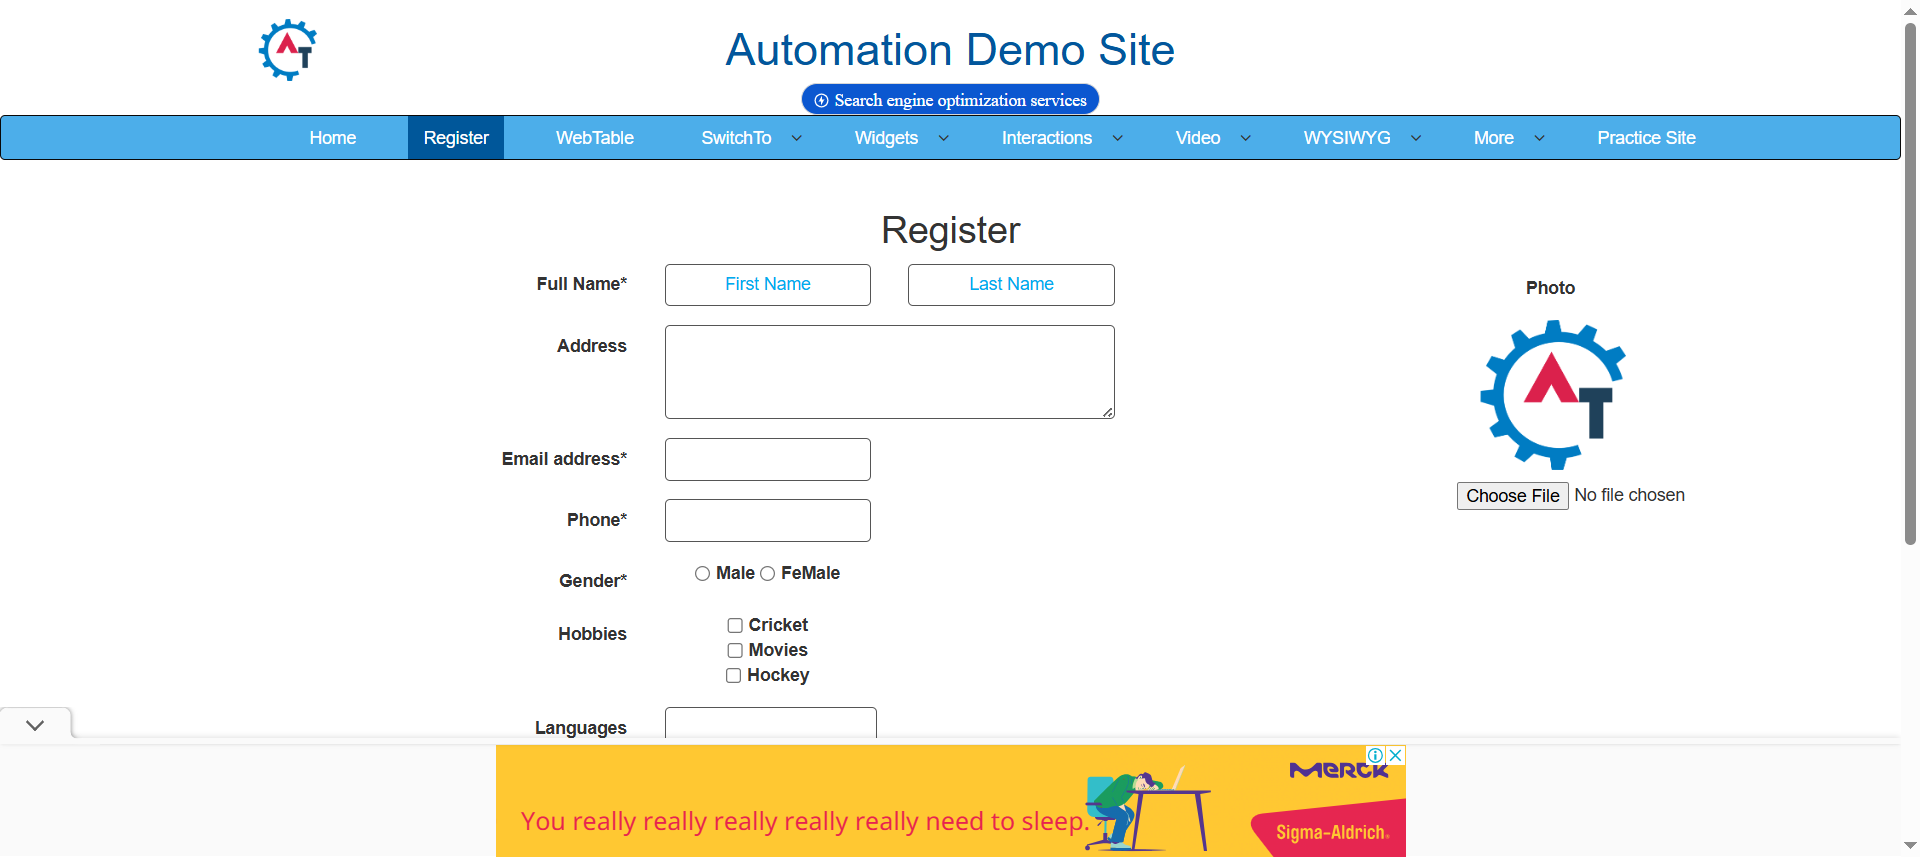 AT
Automation Demo Site
Search engine optimization services
Home Register WebTable SwitchTo Widgets Interactions Video WYSIWYG More Practice Site
Register
Full Name* First Name Last Name
Photo
Address
AT
Email address*
Choose File No file chosen
Phone*
Gender* Male FeMale
Hobbies Cricket
Movies
Hockey
Languages
MERCK
You really really really really really need to sleep.
Sigma-Aldrich®